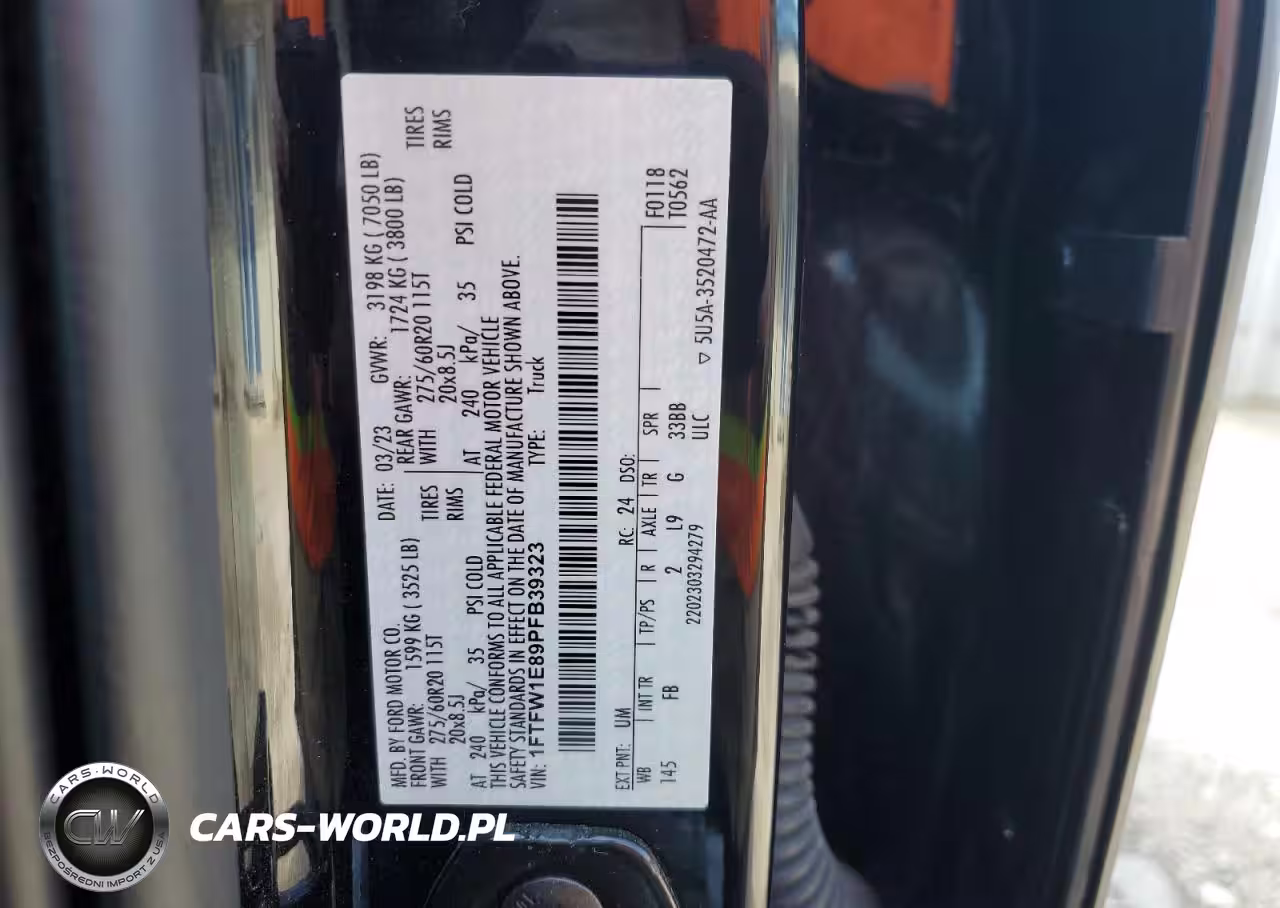 MFD. BY FORD MOTOR CO. DATE: 03/23 GVWR: 3198 KG ( 7050 LB)
FRONT GAWR: 1599 KG ( 3525 LB) REAR GAWR: 1724 KG ( 3800 LB)
WITH 275/60R20 115T TIRES WITH 275/60R20 115T TIRES
20x8.5J RIMS 20x8.5J RIMS
AT 240 kPa/ 35 PSI COLD AT 240 kPa/ 35 PSI COLD
THIS VEHICLE CONFORMS TO ALL APPLICABLE FEDERAL MOTOR VEHICLE
SAFETY STANDARDS IN EFFECT ON THE DATE OF MANUFACTURE SHOWN ABOVE.
VIN: 1FTFW1E89PFB39323 TYPE: Truck
EXT PNT: UM RC: 24 DSO: F0118
WB INT TR TP/PS R AXLE TR SPR T0562
145 FB 2 L9 G 33BB
2202303294279 ULC
▽ 5U5A-3520472-AA
CARS-WORLD
CW
BEZPOŚREDNI IMPORT Z USA
CARS-WORLD.PL